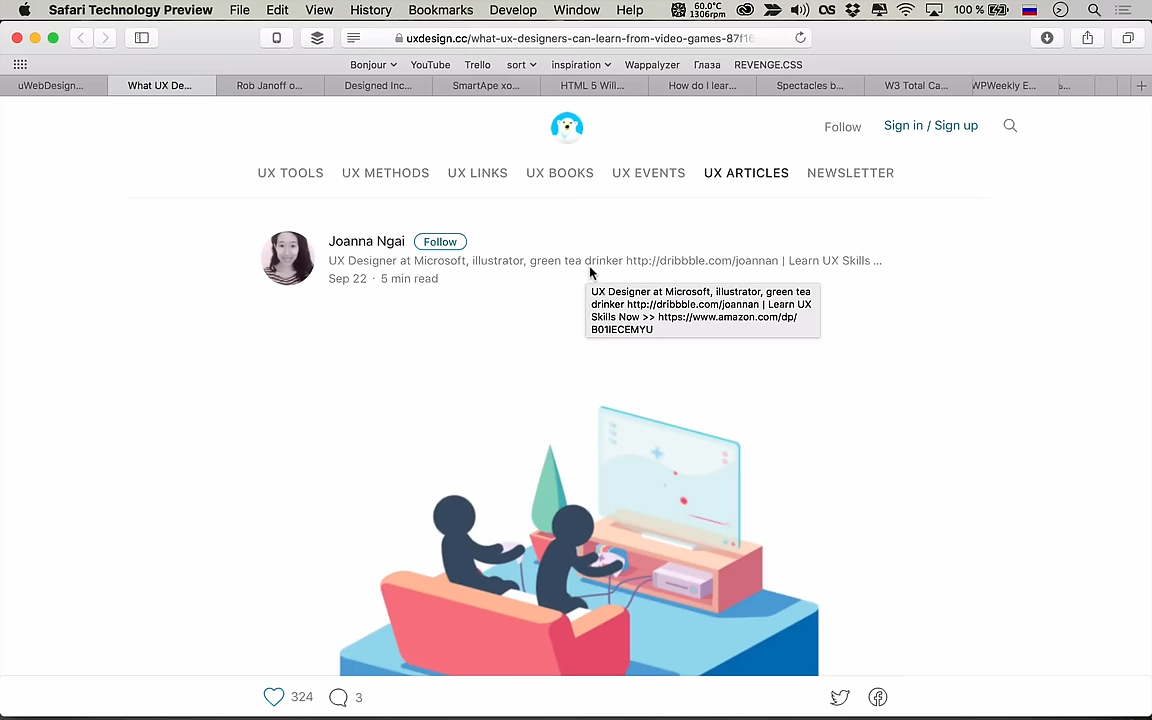 Safari Technology Preview File Edit View History Bookmarks Develop Window Help 60.0°C 1306rpm 100 %
uxdesign.cc/what-ux-designers-can-learn-from-video-games-87f16
Bonjour YouTube Trello sort inspiration Wappalyzer Глаза REVENGE.CSS
uWebDesign... What UX De... Rob Janoff o... Designed Inc... SmartApe хо... HTML 5 Will... How do I lear... Spectacles b... W3 Total Ca... WPWeekly E...
Follow Sign in / Sign up
UX TOOLS UX METHODS UX LINKS UX BOOKS UX EVENTS UX ARTICLES NEWSLETTER
Joanna Ngai Follow
UX Designer at Microsoft, illustrator, green tea drinker http://dribbble.com/joannan | Learn UX Skills ...
Sep 22 · 5 min read
UX Designer at Microsoft, illustrator, green tea
drinker http://dribbble.com/joannan | Learn UX
Skills Now >> https://www.amazon.com/dp/
B01IECEMYU
324 3